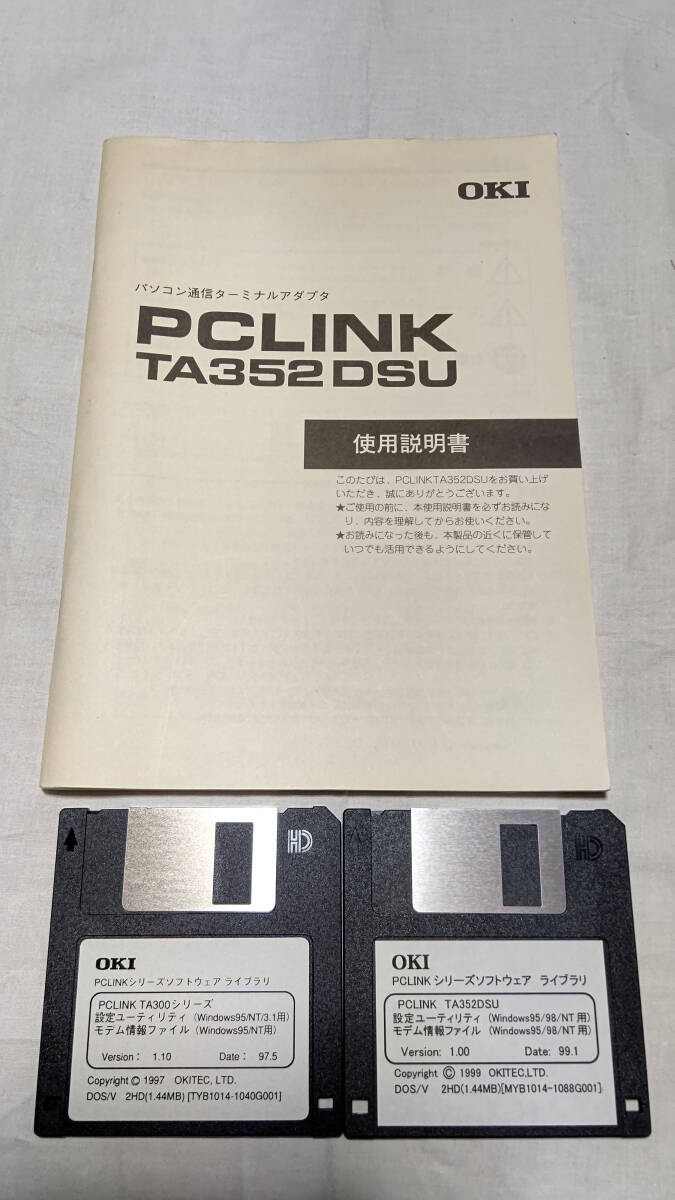 OKI
パソコン通信ターミナルアダプタ
PCLINK
TA352DSU
使用説明書
このたびは、PCLINKTA352DSUをお買い上げ
いただき、誠にありがとうございます。
★ご使用の前に、本使用説明書を必ずお読みにな
り、内容を理解してからお使いください。
★お読みになった後も、本製品の近くに保管して
いつでも活用できるようにしてください。
HD
OKI
PCLINKシリーズソフトウェア ライブラリ
PCLINK TA300シリーズ
設定ユーティリティ (Windows95/NT/3.1用)
モデム情報ファイル (Windows95/NT用)
Version: 1.10 Date: 97.5
Copyright © 1997 OKITEC,LTD.
DOS/V 2HD(1.44MB) [TYB1014-1040G001]
HD
OKI
PCLINK シリーズソフトウェア ライブラリ
PCLINK TA352DSU
設定ユーティリティ (Windows95/98/NT用)
モデム情報ファイル (Windows95/98/NT用)
Version: 1.00 Date: 99.1
Copyright © 1999 OKITEC,LTD.
DOS/V 2HD(1.44MB)[MYB1014-1088G001]